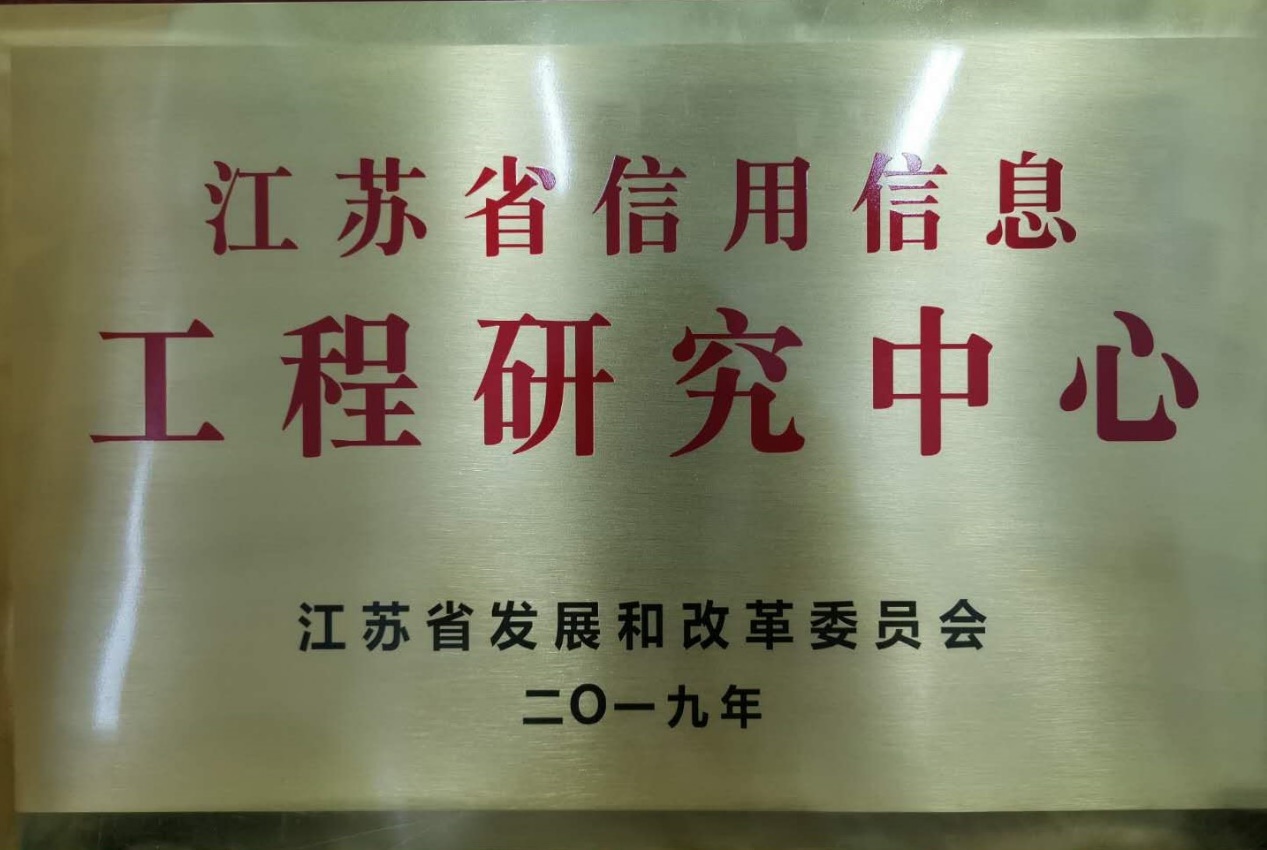 江苏省信用信息
工程研究中心
江苏省发展和改革委员会
二〇一九年